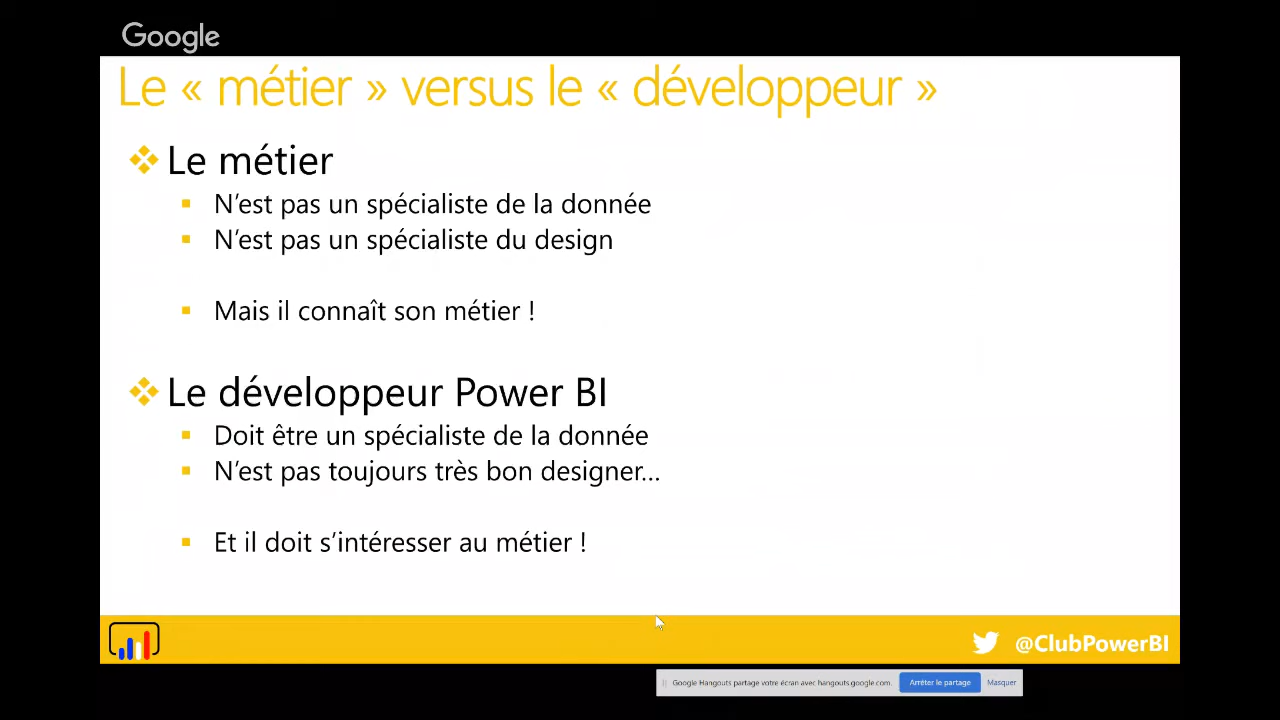 Google
Le « métier » versus le « développeur »
Le métier
N’est pas un spécialiste de la donnée
N’est pas un spécialiste du design
Mais il connaît son métier !
Le développeur Power BI
Doit être un spécialiste de la donnée
N’est pas toujours très bon designer...
Et il doit s’intéresser au métier !
@ClubPowerBI
Google Hangouts partage votre écran avec hangouts.google.com. Arrêter le partage Masquer